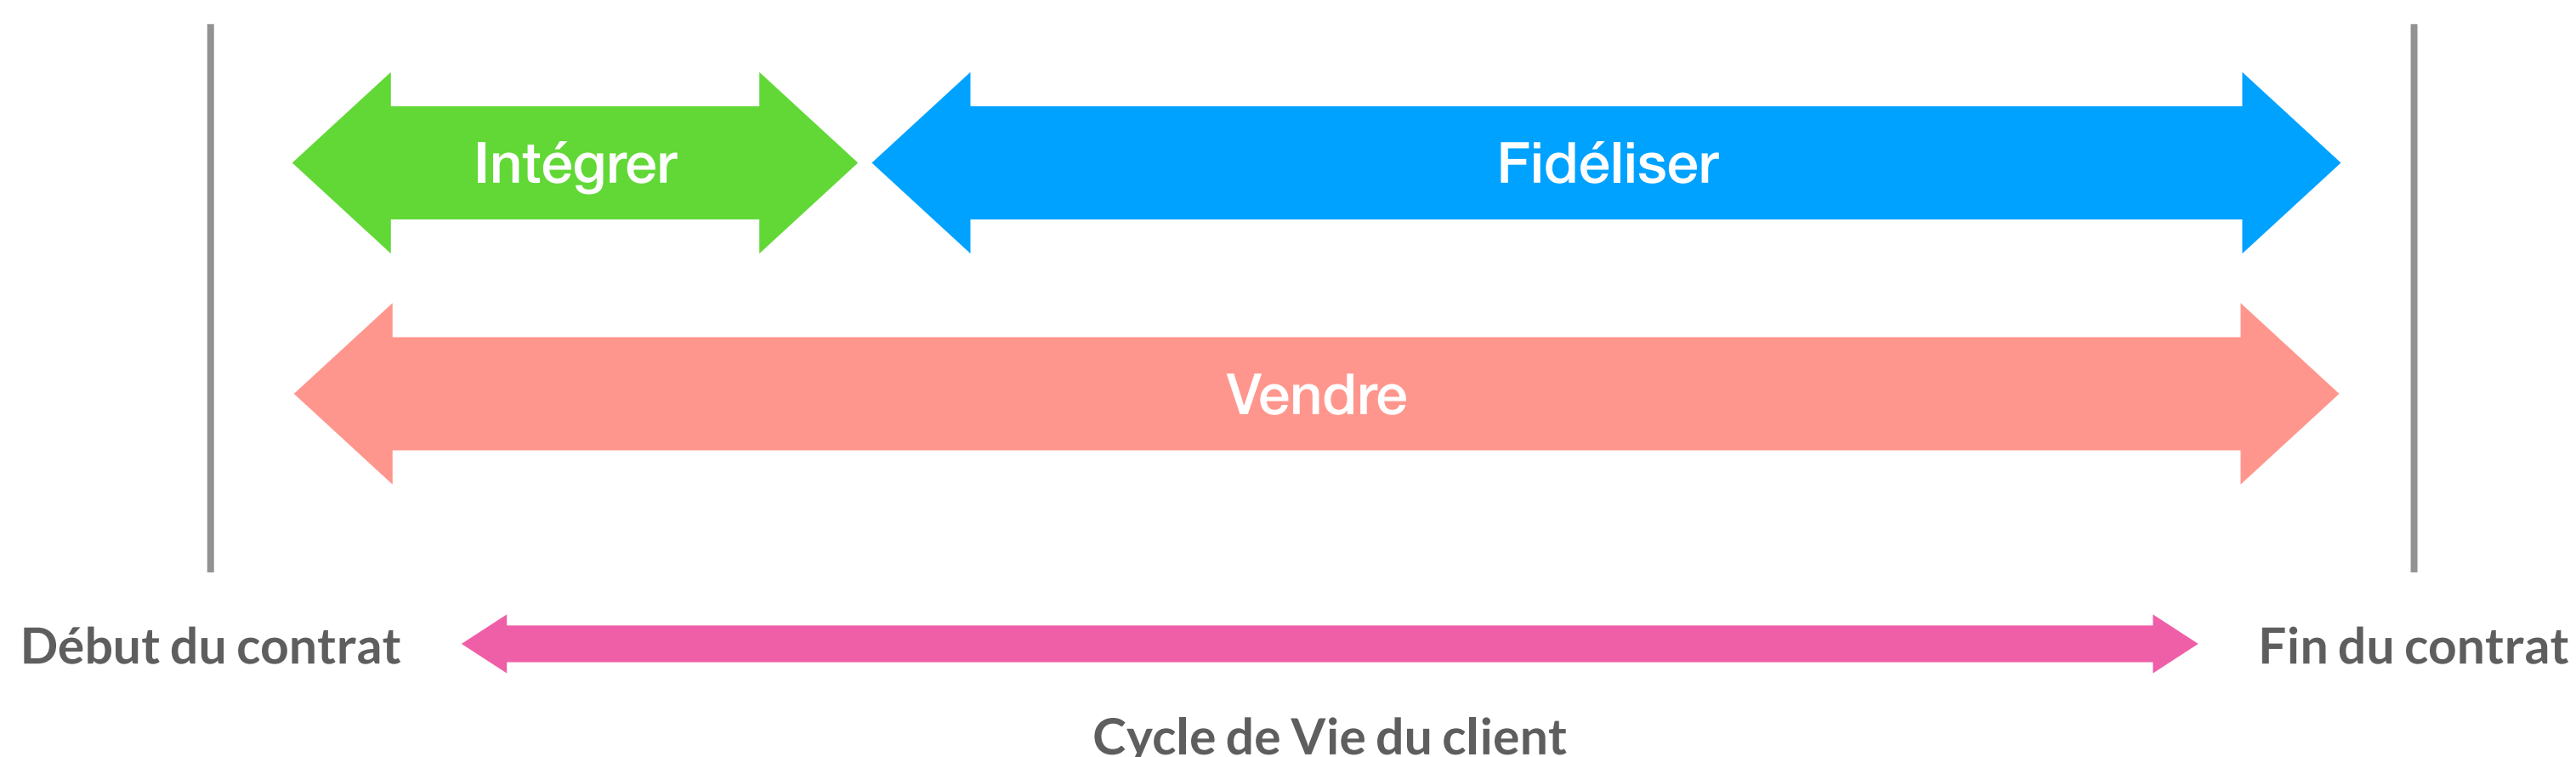 Intégrer
Fidéliser
Vendre
Début du contrat
Fin du contrat
Cycle de Vie du client